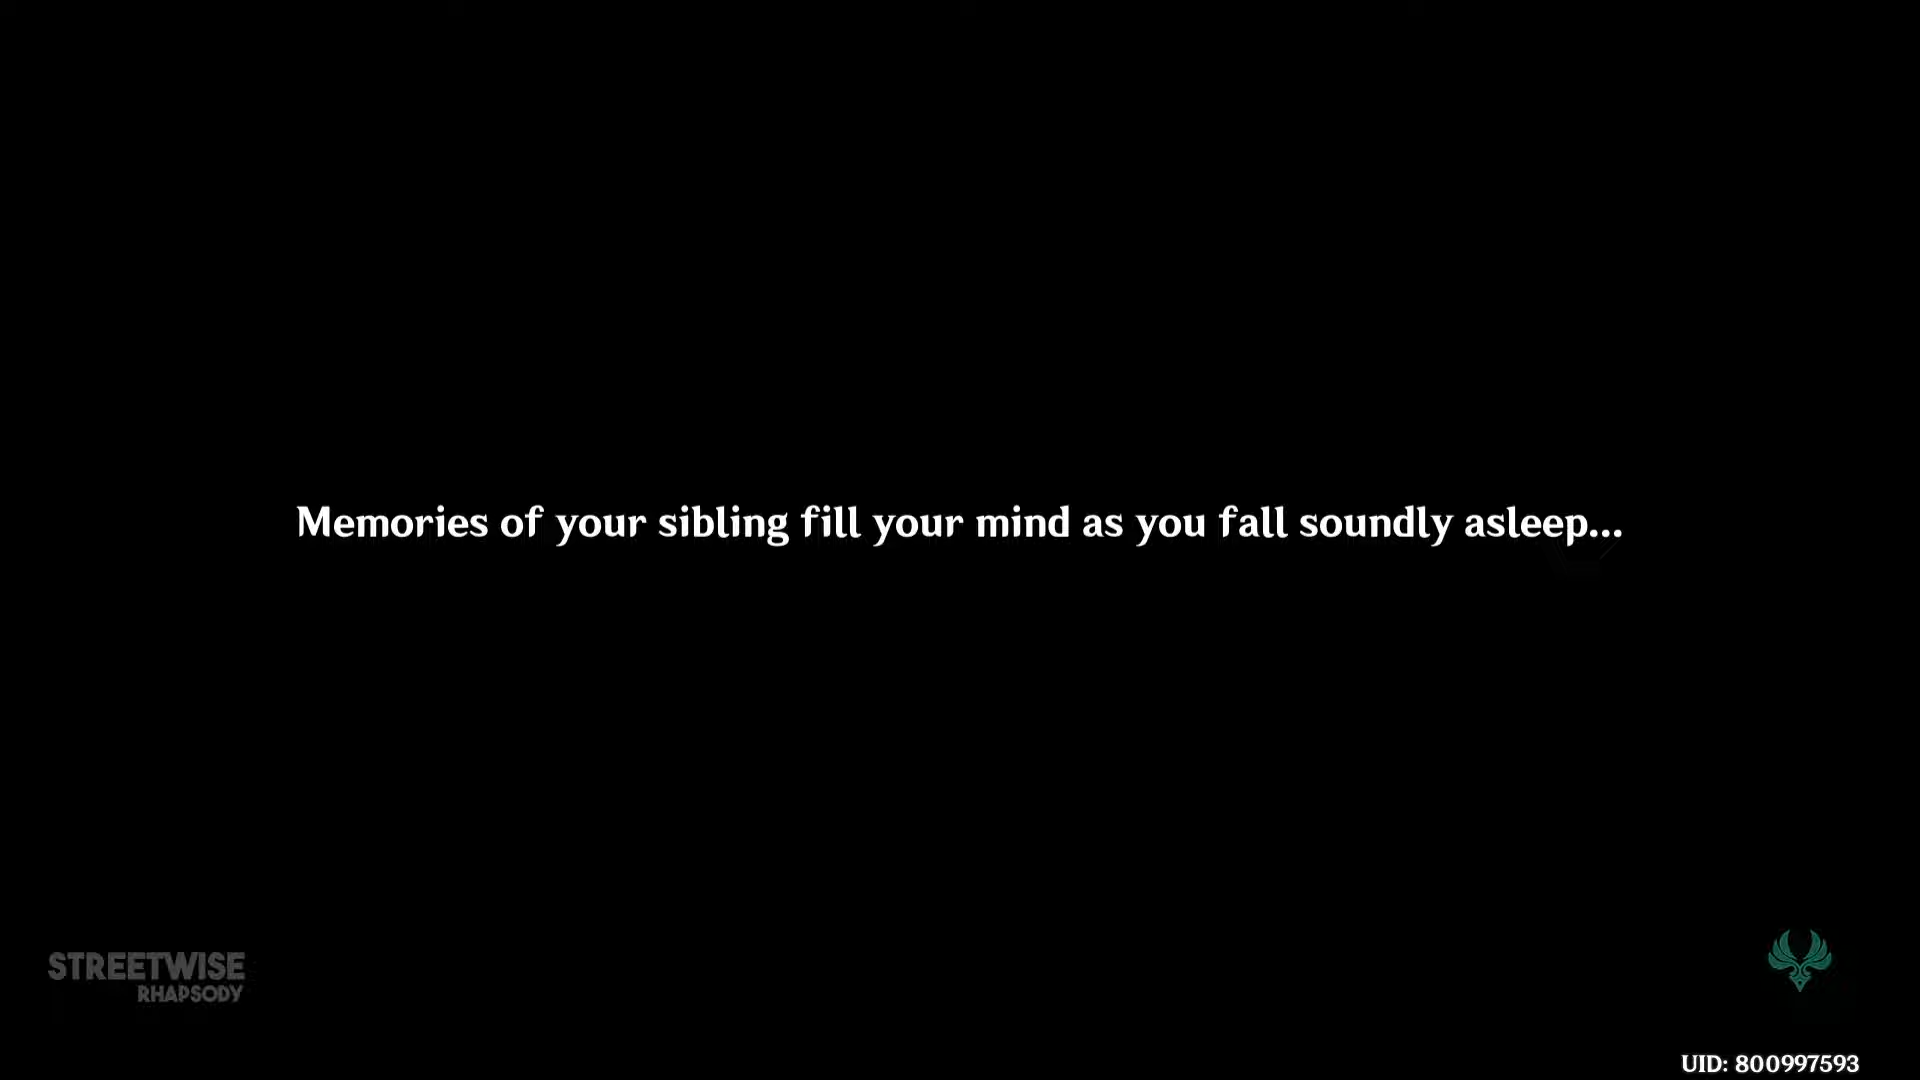 Memories of your sibling fill your mind as you fall soundly asleep...
STREETWISE
RHAPSODY
UID: 800997593